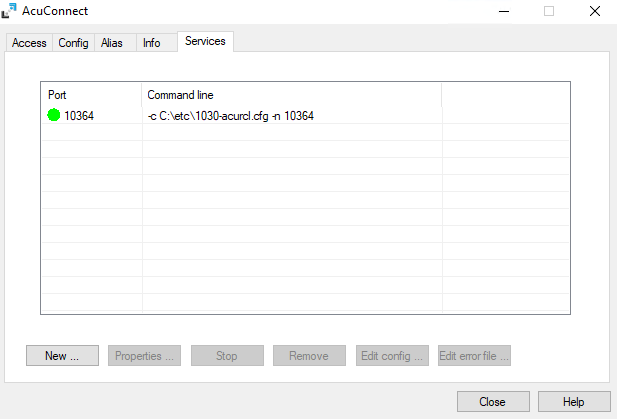 AcuConnect
Access Config Alias Info Services
Port Command line
10364 -c C:\etc\1030-acurcl.cfg -n 10364
New ... Properties ... Stop Remove Edit config ... Edit error file ...
Close Help